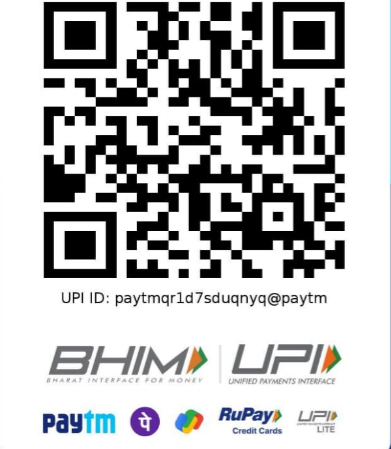 UPI ID: paytmqr1d7sduqnyq@paytm
BHIM UPI
BHARAT INTERFACE FOR MONEY UNIFIED PAYMENTS INTERFACE
paytm पे RuPay UPI
Credit Cards LITE